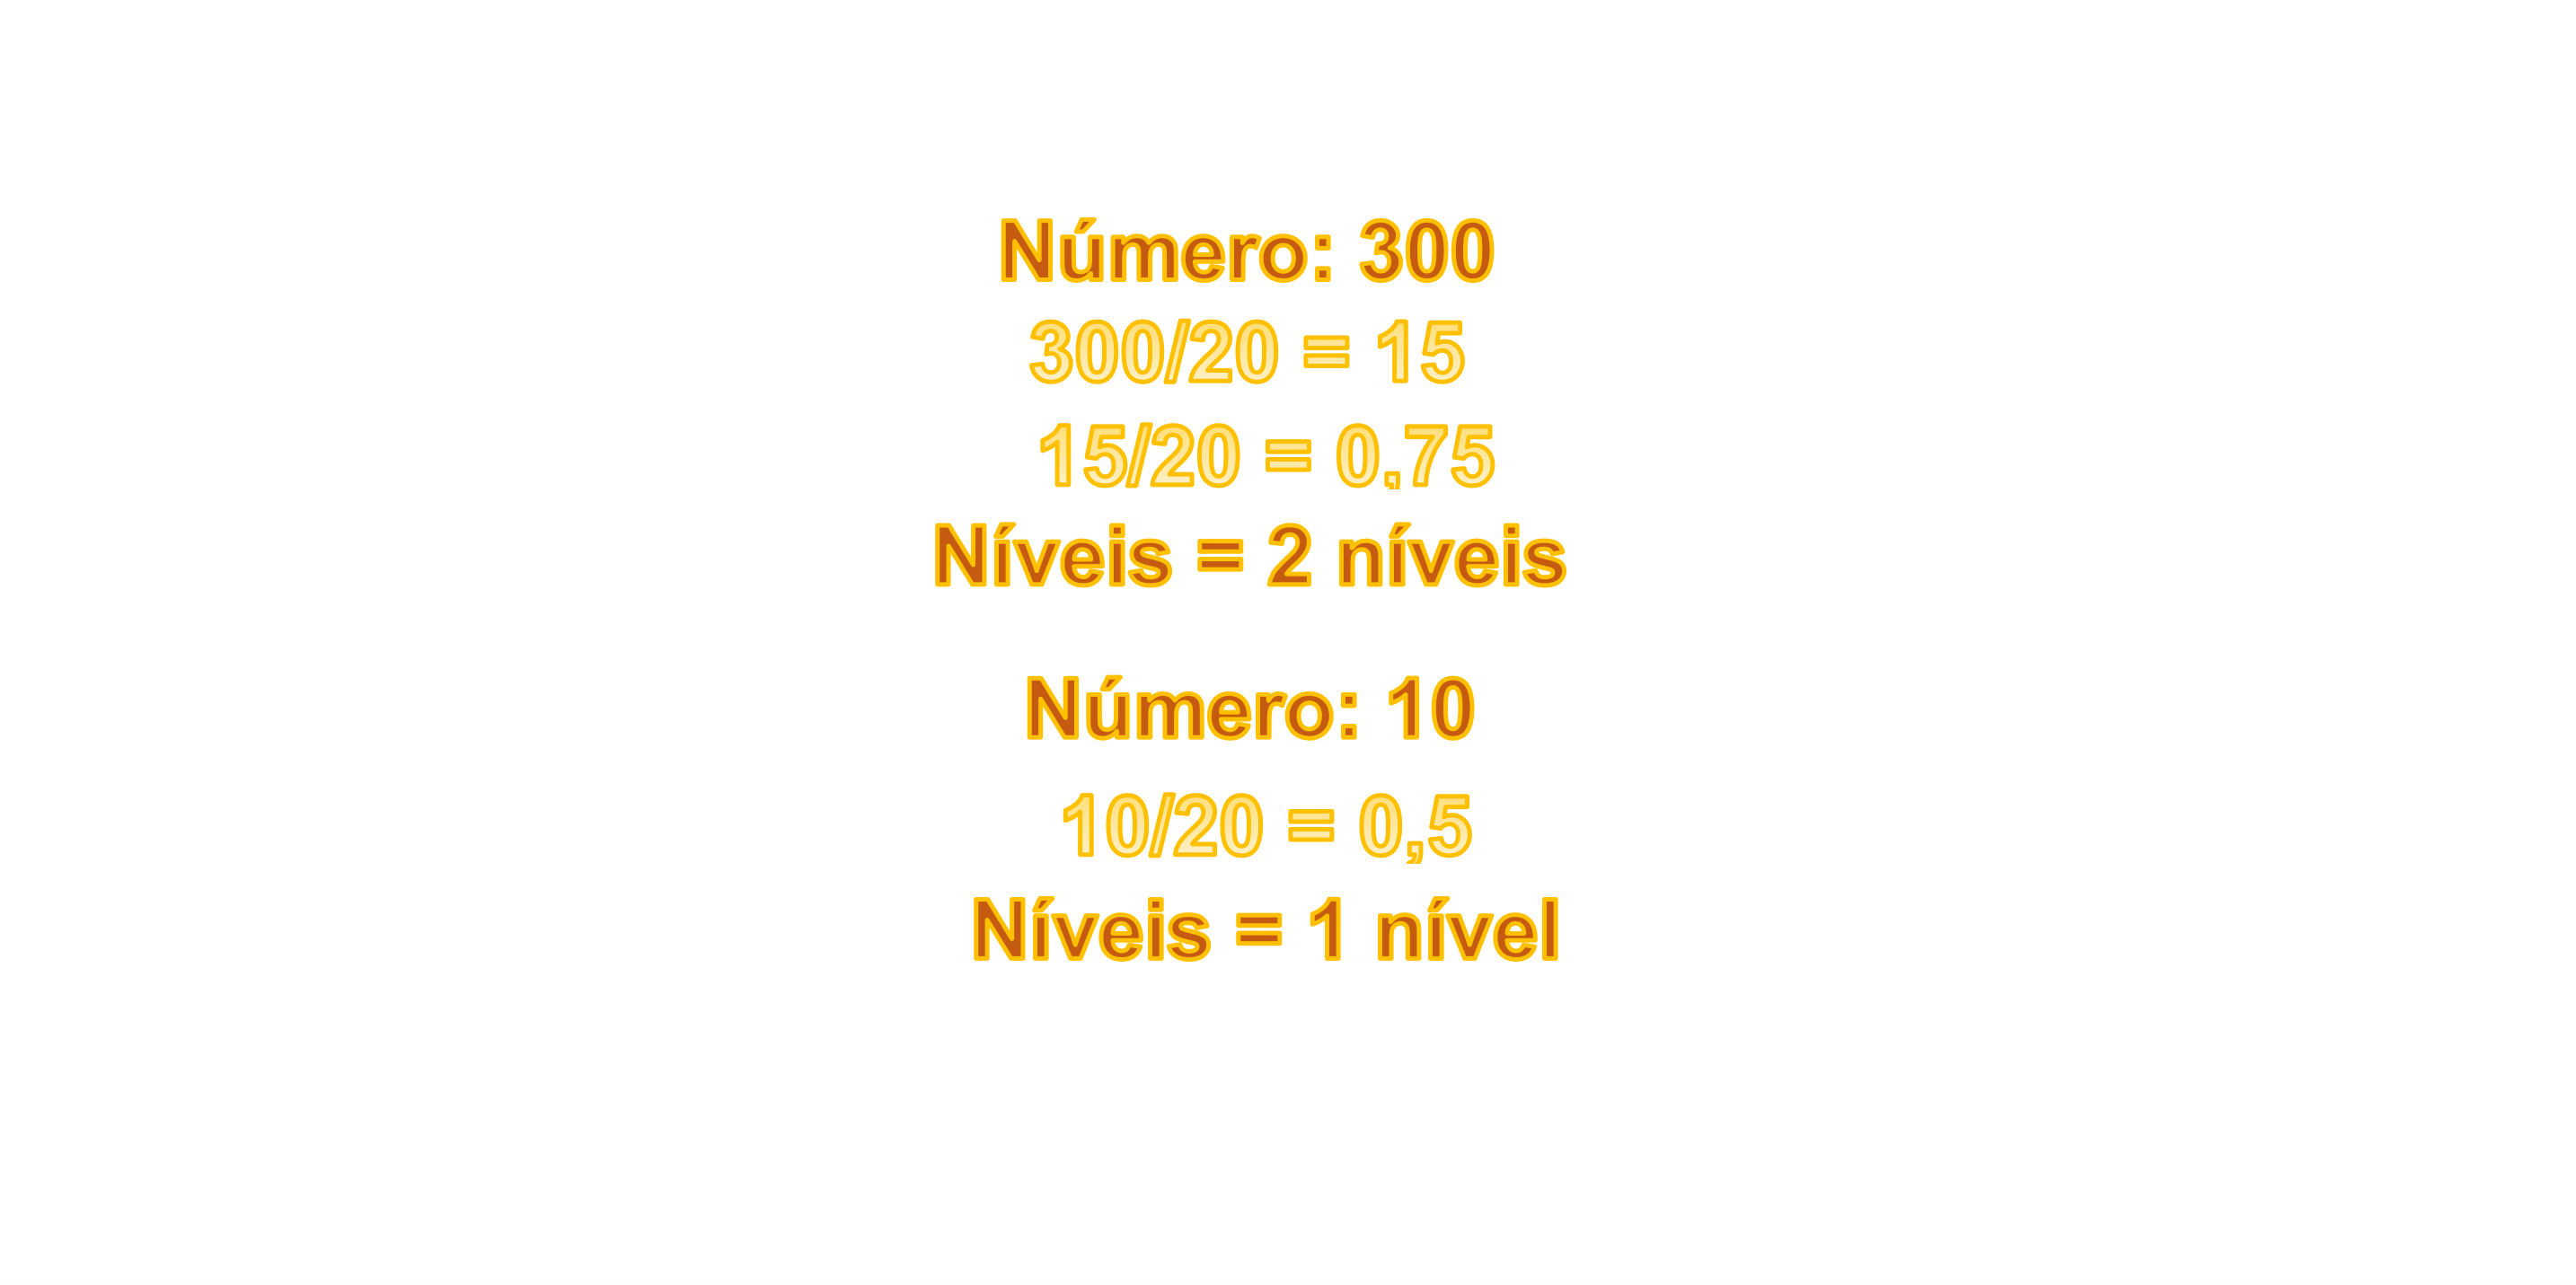 Número: 300
300/20 = 15
15/20 = 0,75
Níveis = 2 níveis
Número: 10
10/20 = 0,5
Níveis = 1 nível